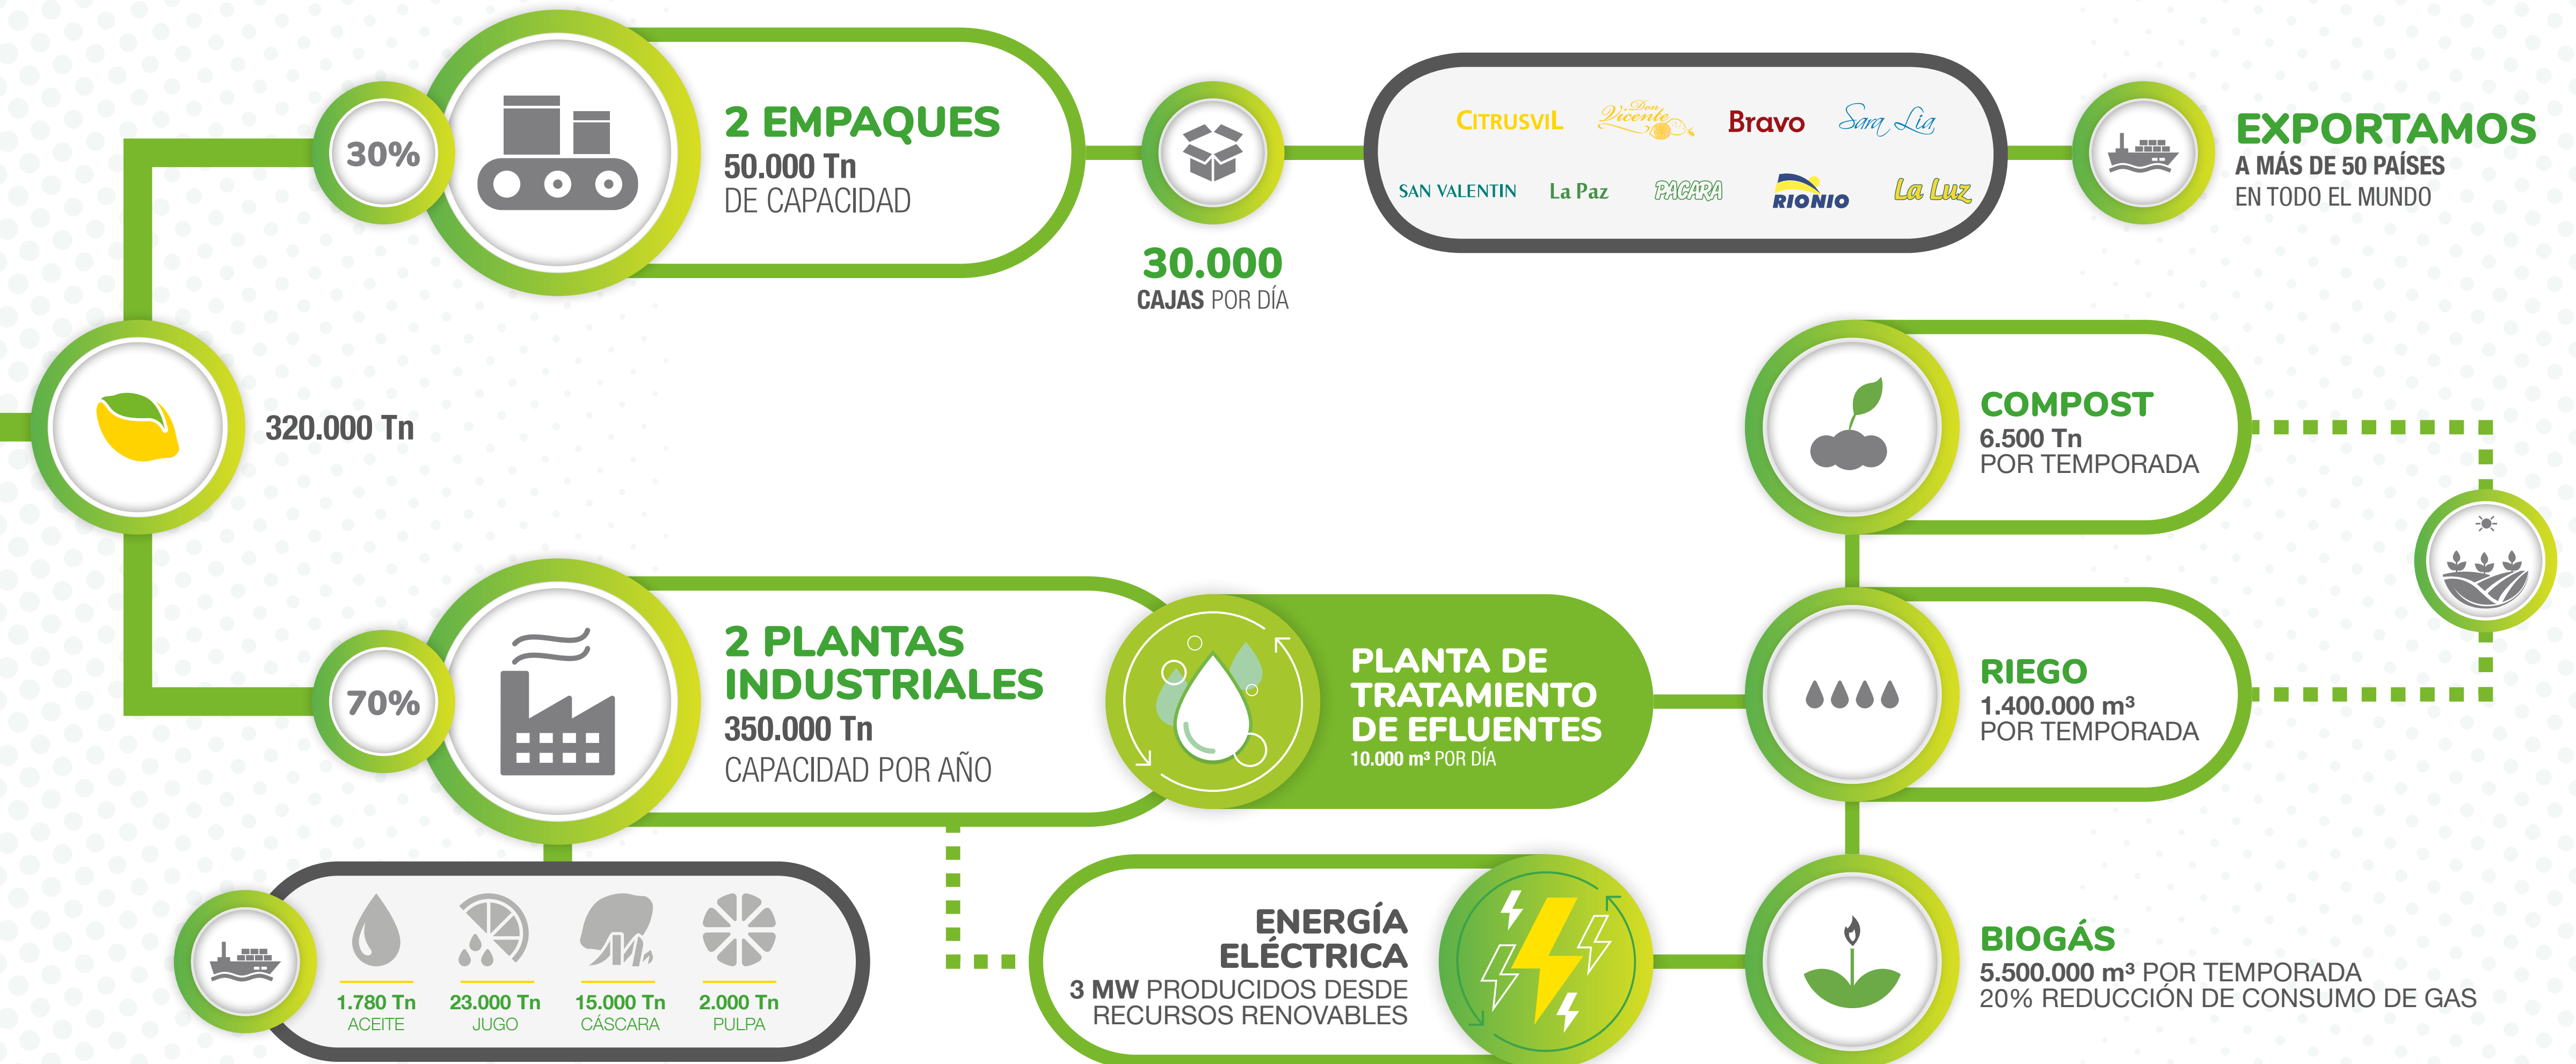 30%
2 EMPAQUES
50.000 Tn
DE CAPACIDAD
30.000
CAJAS POR DÍA
CITRUSVIL
Don
Vicente
Bravo
Sara Lia
SAN VALENTIN
La Paz
PACARA
RIONIO
La Luz
EXPORTAMOS
A MÁS DE 50 PAÍSES
EN TODO EL MUNDO
320.000 Tn
70%
2 PLANTAS
INDUSTRIALES
350.000 Tn
CAPACIDAD POR AÑO
PLANTA DE
TRATAMIENTO
DE EFLUENTES
10.000 m³ POR DÍA
COMPOST
6.500 Tn
POR TEMPORADA
RIEGO
1.400.000 m³
POR TEMPORADA
1.780 Tn
ACEITE
23.000 Tn
JUGO
15.000 Tn
CÁSCARA
2.000 Tn
PULPA
ENERGÍA
ELÉCTRICA
3 MW PRODUCIDOS DESDE
RECURSOS RENOVABLES
BIOGÁS
5.500.000 m³ POR TEMPORADA
20% REDUCCIÓN DE CONSUMO DE GAS